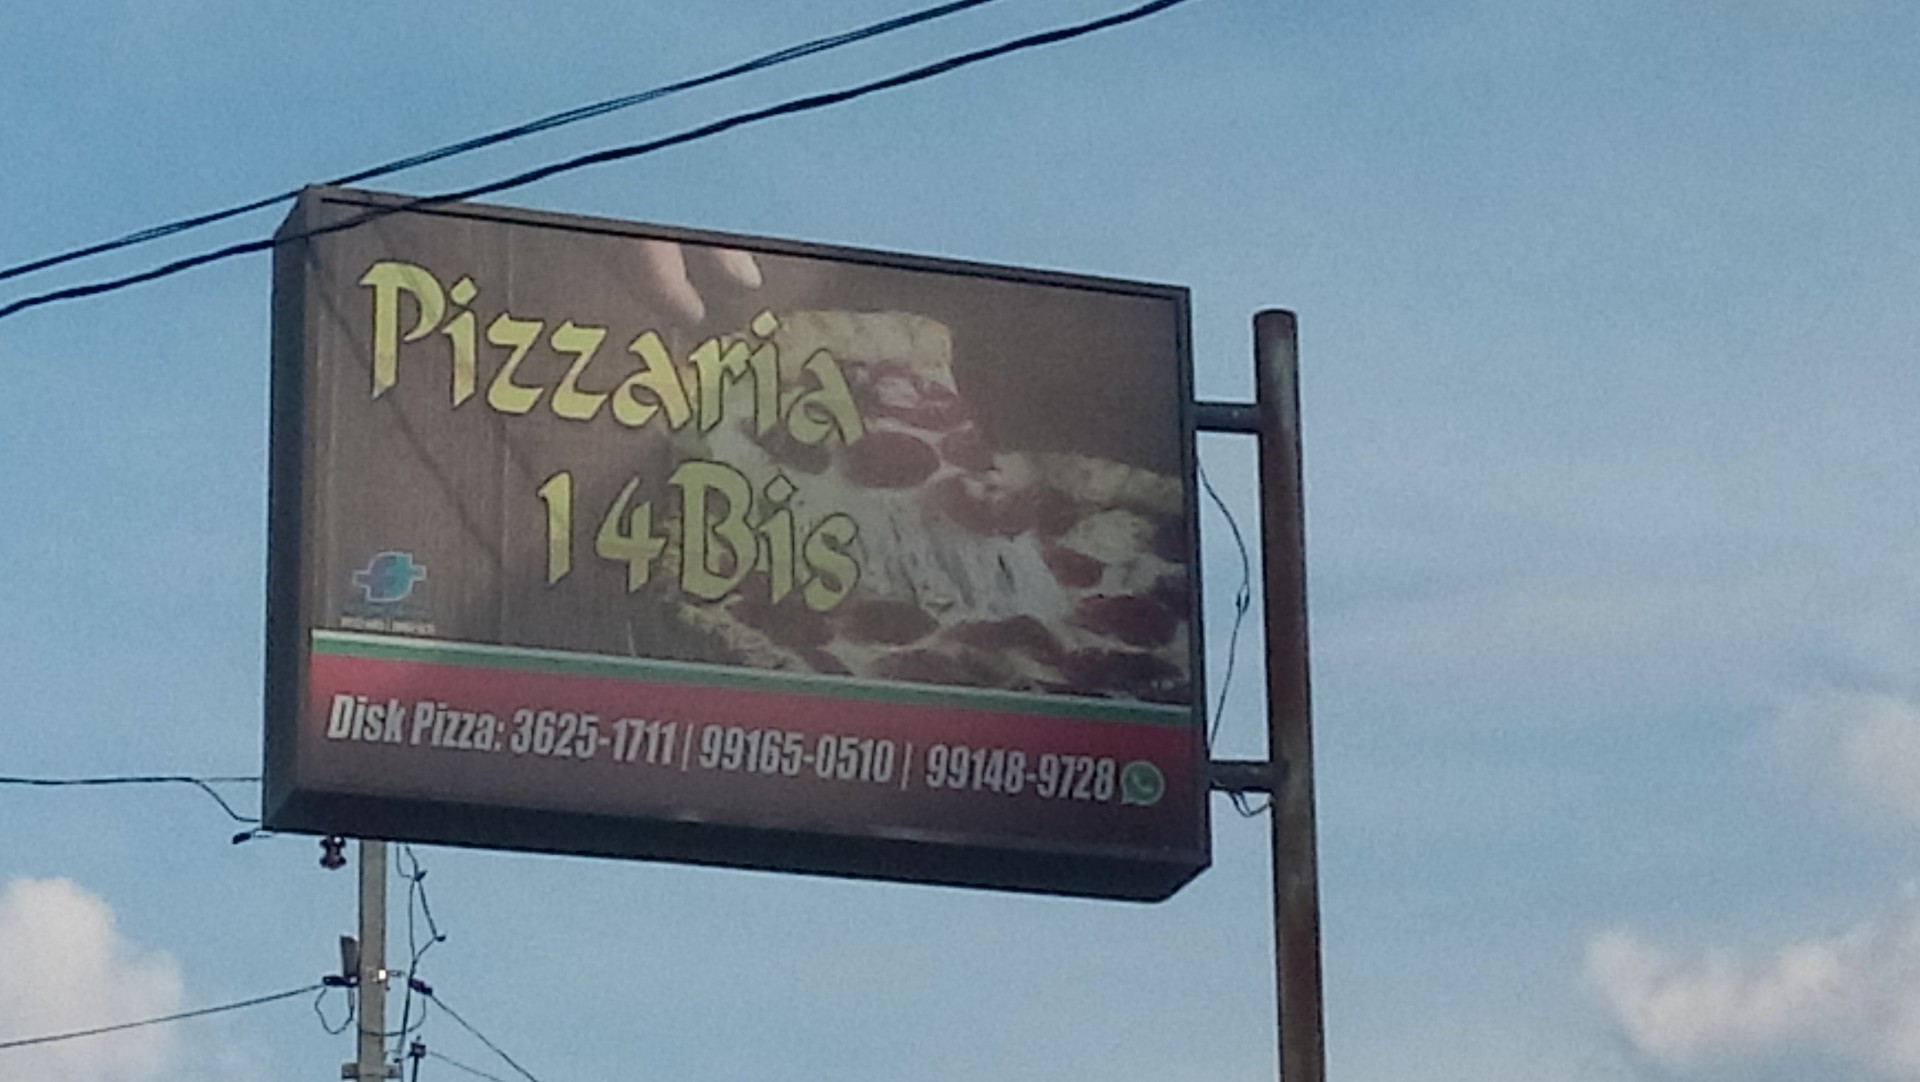 Pizzaria
14Bis
Disk Pizza: 3625-1711 | 99165-0510 | 99148-9728